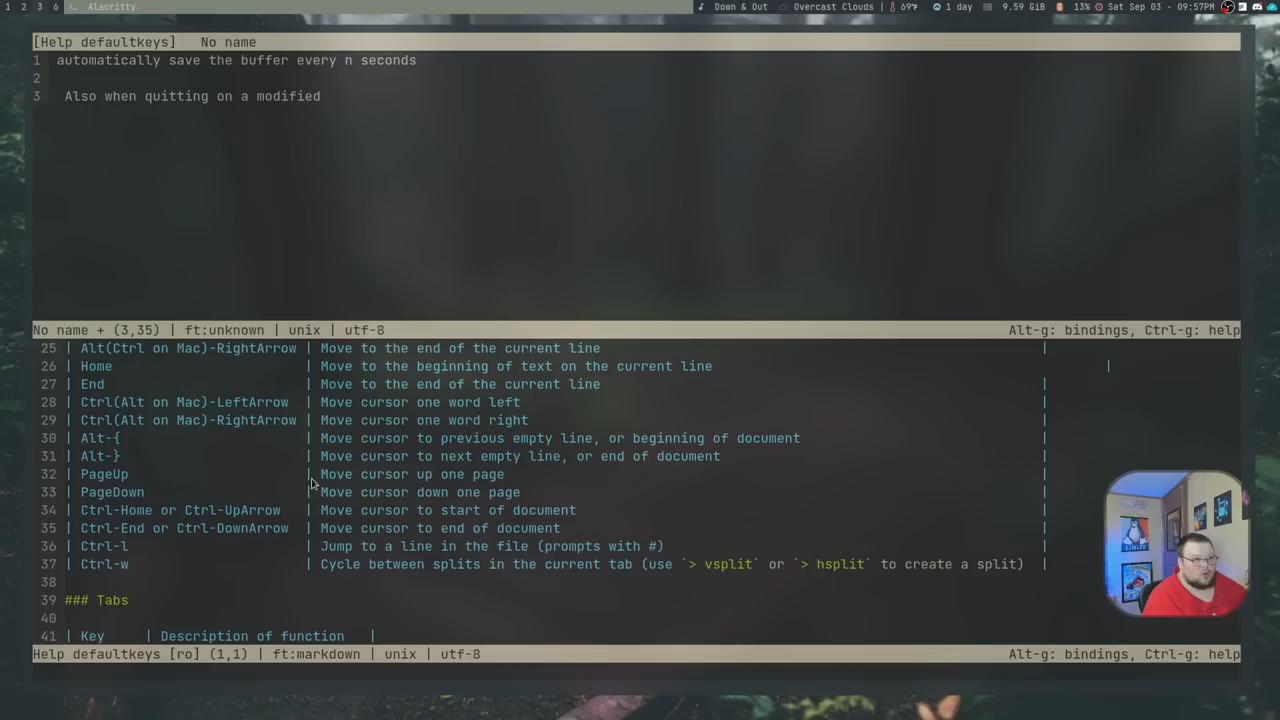 1 2 3 6 >_ Alacritty Down & Out Overcast Clouds 69°F 1 day 9.59 GiB 13% Sat Sep 03 - 09:57PM
[Help defaultkeys] No name
1 automatically save the buffer every n seconds
2
3 Also when quitting on a modified
No name + (3,35) | ft:unknown | unix | utf-8 Alt-g: bindings, Ctrl-g: help
25 | Alt(Ctrl on Mac)-RightArrow | Move to the end of the current line |
26 | Home | Move to the beginning of text on the current line |
27 | End | Move to the end of the current line |
28 | Ctrl(Alt on Mac)-LeftArrow | Move cursor one word left |
29 | Ctrl(Alt on Mac)-RightArrow | Move cursor one word right |
30 | Alt-{ | Move cursor to previous empty line, or beginning of document |
31 | Alt-} | Move cursor to next empty line, or end of document |
32 | PageUp | Move cursor up one page |
33 | PageDown | Move cursor down one page |
34 | Ctrl-Home or Ctrl-UpArrow | Move cursor to start of document |
35 | Ctrl-End or Ctrl-DownArrow | Move cursor to end of document |
36 | Ctrl-l | Jump to a line in the file (prompts with #) |
37 | Ctrl-w | Cycle between splits in the current tab (use `> vsplit` or `> hsplit` to create a split) |
38
39 ### Tabs
40
41 | Key | Description of function |
Help defaultkeys [ro] (1,1) | ft:markdown | unix | utf-8 Alt-g: bindings, Ctrl-g: help